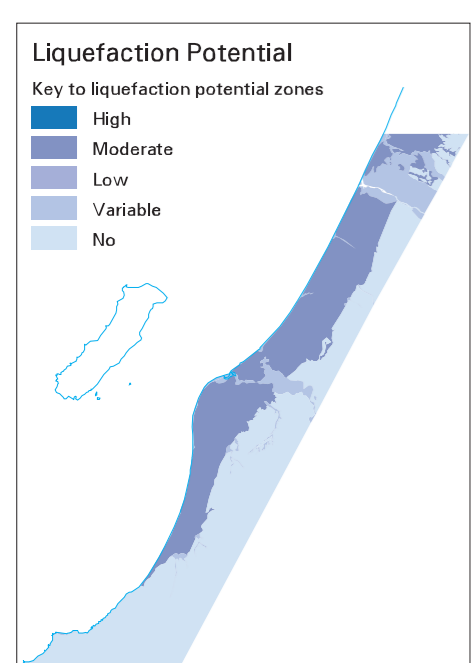 Liquefaction Potential
Key to liquefaction potential zones
High
Moderate
Low
Variable
No